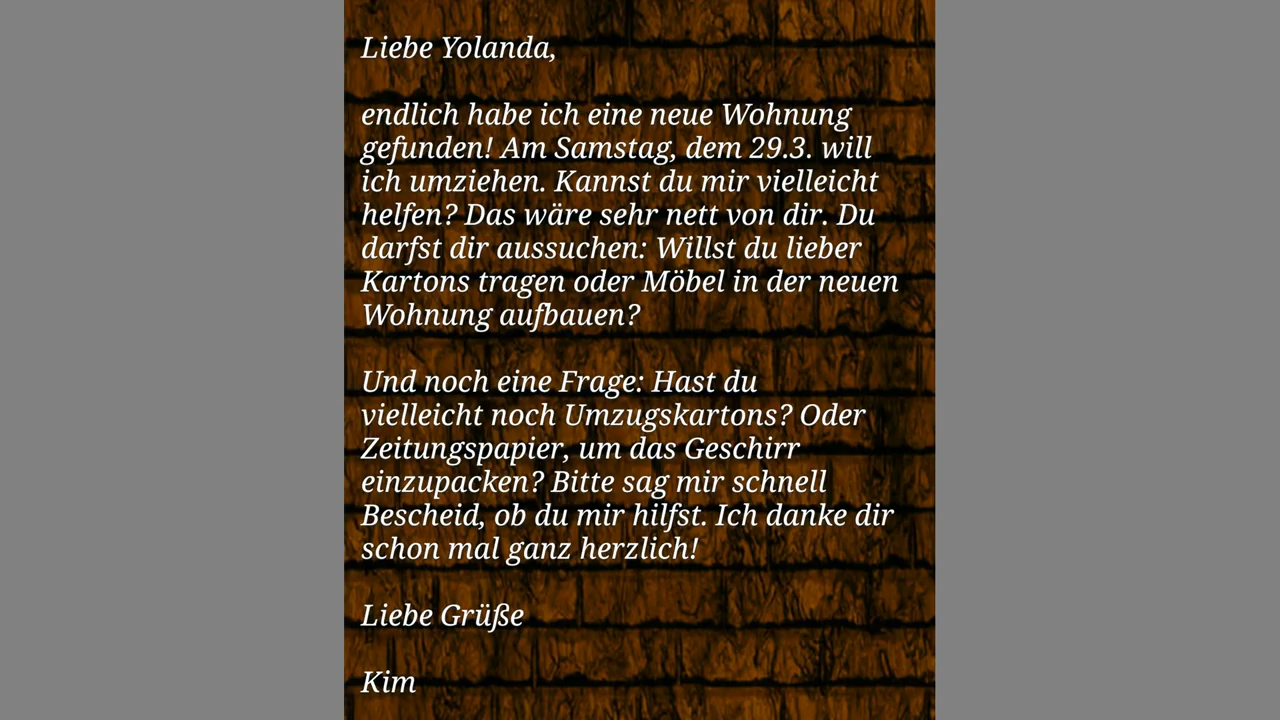 Liebe Yolanda,
endlich habe ich eine neue Wohnung
gefunden! Am Samstag, dem 29.3. will
ich umziehen. Kannst du mir vielleicht
helfen? Das wäre sehr nett von dir. Du
darfst dir aussuchen: Willst du lieber
Kartons tragen oder Möbel in der neuen
Wohnung aufbauen?
Und noch eine Frage: Hast du
vielleicht noch Umzugskartons? Oder
Zeitungspapier, um das Geschirr
einzupacken? Bitte sag mir schnell
Bescheid, ob du mir hilfst. Ich danke dir
schon mal ganz herzlich!
Liebe Grüße
Kim